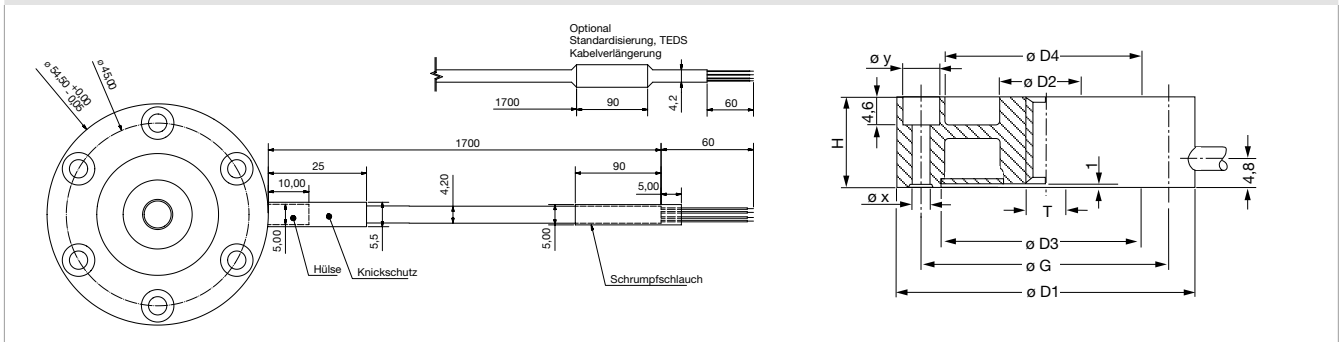 Optional
Standardisierung, TEDS
Kabelverlängerung
1700
90
4,2
60
ø 54,50 +0,00
- 0,05
ø 45,00
1700
60
25
90
10,00
4,20
5,00
5,00
5,5
5,00
Hülse
Knickschutz
Schrumpfschlauch
ø D4
ø y
ø D2
4,6
H
1
4,8
ø x
T
ø D3
ø G
ø D1